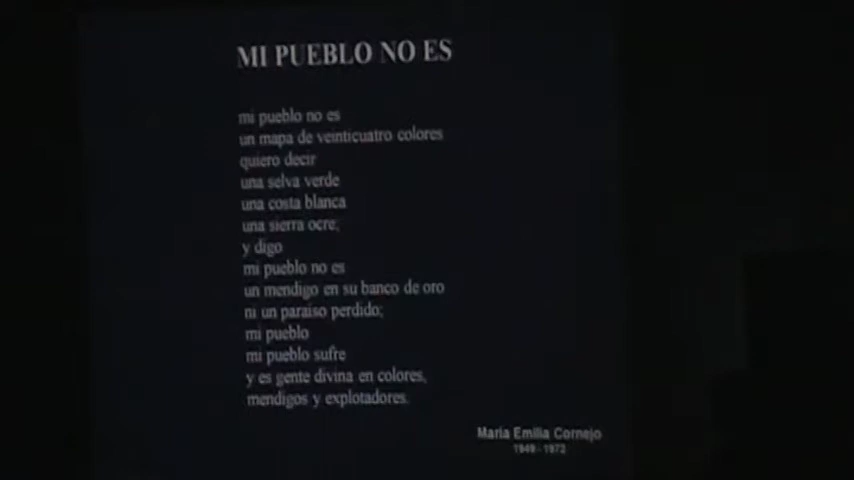 MI PUEBLO NO ES
mi pueblo no es
un mapa de veinticuatro colores
quiero decir
una selva verde
una costa blanca
una sierra ocre;
y digo
mi pueblo no es
un mendigo en su banco de oro
ni un paraiso perdido;
mi pueblo
mi pueblo sufre
y es gente divina en colores,
mendigos y explotadores.
María Emilia Cornejo
1949 - 1972